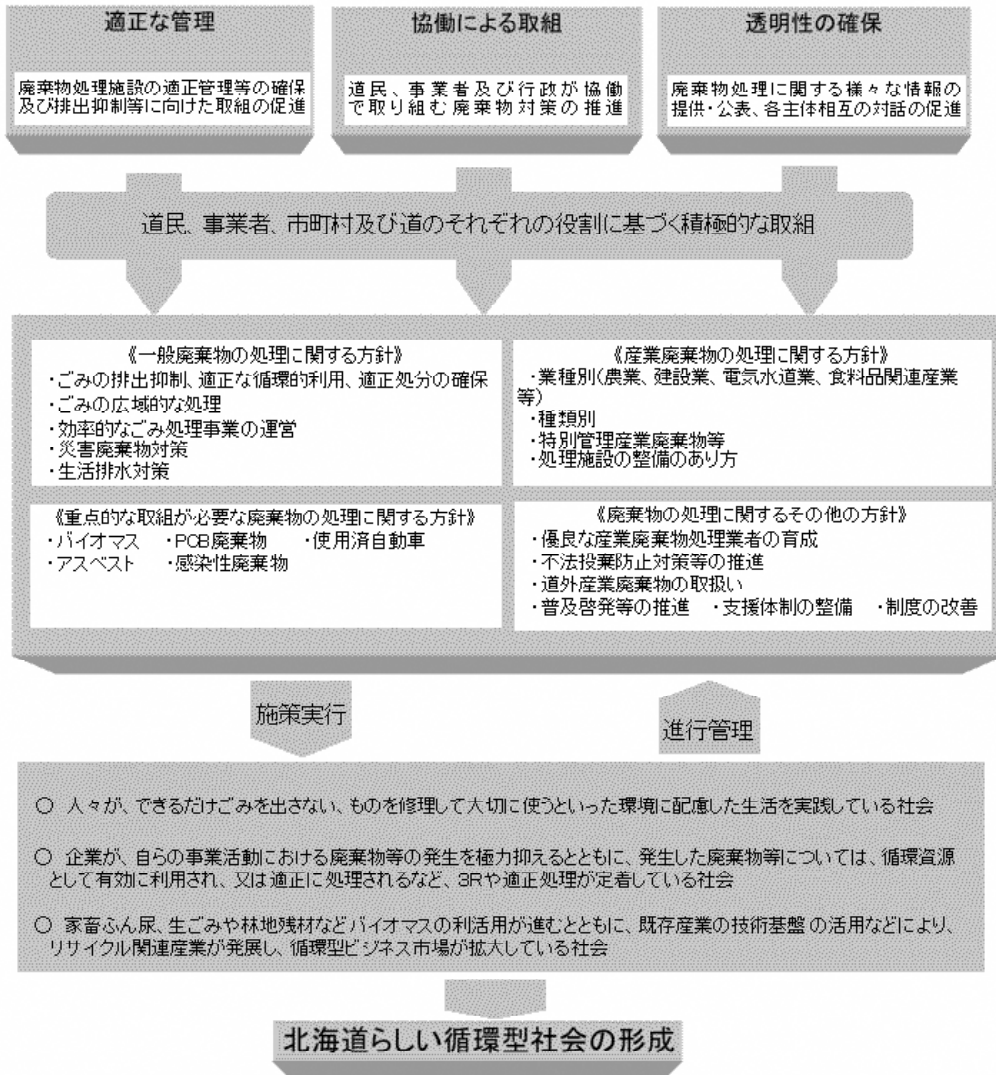 適正な管理
廃棄物処理施設の適正管理等の確保
及び排出抑制等に向けた取組の促進
協働による取組
道民、事業者及び行政が協働
で取り組む廃棄物対策の推進
透明性の確保
廃棄物処理に関する様々な情報の
提供・公表、各主体相互の対話の促進
道民、事業者、市町村及び道のそれぞれの役割に基づく積極的な取組
《一般廃棄物の処理に関する方針》
・ごみの排出抑制、適正な循環的利用、適正処分の確保
・ごみの広域的な処理
・効率的なごみ処理事業の運営
・災害廃棄物対策
・生活排水対策
《産業廃棄物の処理に関する方針》
・業種別(農業、建設業、電気水道業、食料品関連産業
等)
・種類別
・特別管理産業廃棄物等
・処理施設の整備のあり方
《重点的な取組が必要な廃棄物の処理に関する方針》
・バイオマス ・PCB廃棄物 ・使用済自動車
・アスベスト ・感染性廃棄物
《廃棄物の処理に関するその他の方針》
・優良な産業廃棄物処理業者の育成
・不法投棄防止対策等の推進
・道外産業廃棄物の取扱い
・普及啓発等の推進 ・支援体制の整備 ・制度の改善
施策実行
進行管理
○ 人々が、できるだけごみを出さない、ものを修理して大切に使うといった環境に配慮した生活を実践している社会
○ 企業が、自らの事業活動における廃棄物等の発生を極力抑えるとともに、発生した廃棄物等については、循環資源
として有効に利用され、又は適正に処理されるなど、3Rや適正処理が定着している社会
○ 家畜ふん尿、生ごみや林地残材などバイオマスの利活用が進むとともに、既存産業の技術基盤の活用などにより、
リサイクル関連産業が発展し、循環型ビジネス市場が拡大している社会
北海道らしい循環型社会の形成